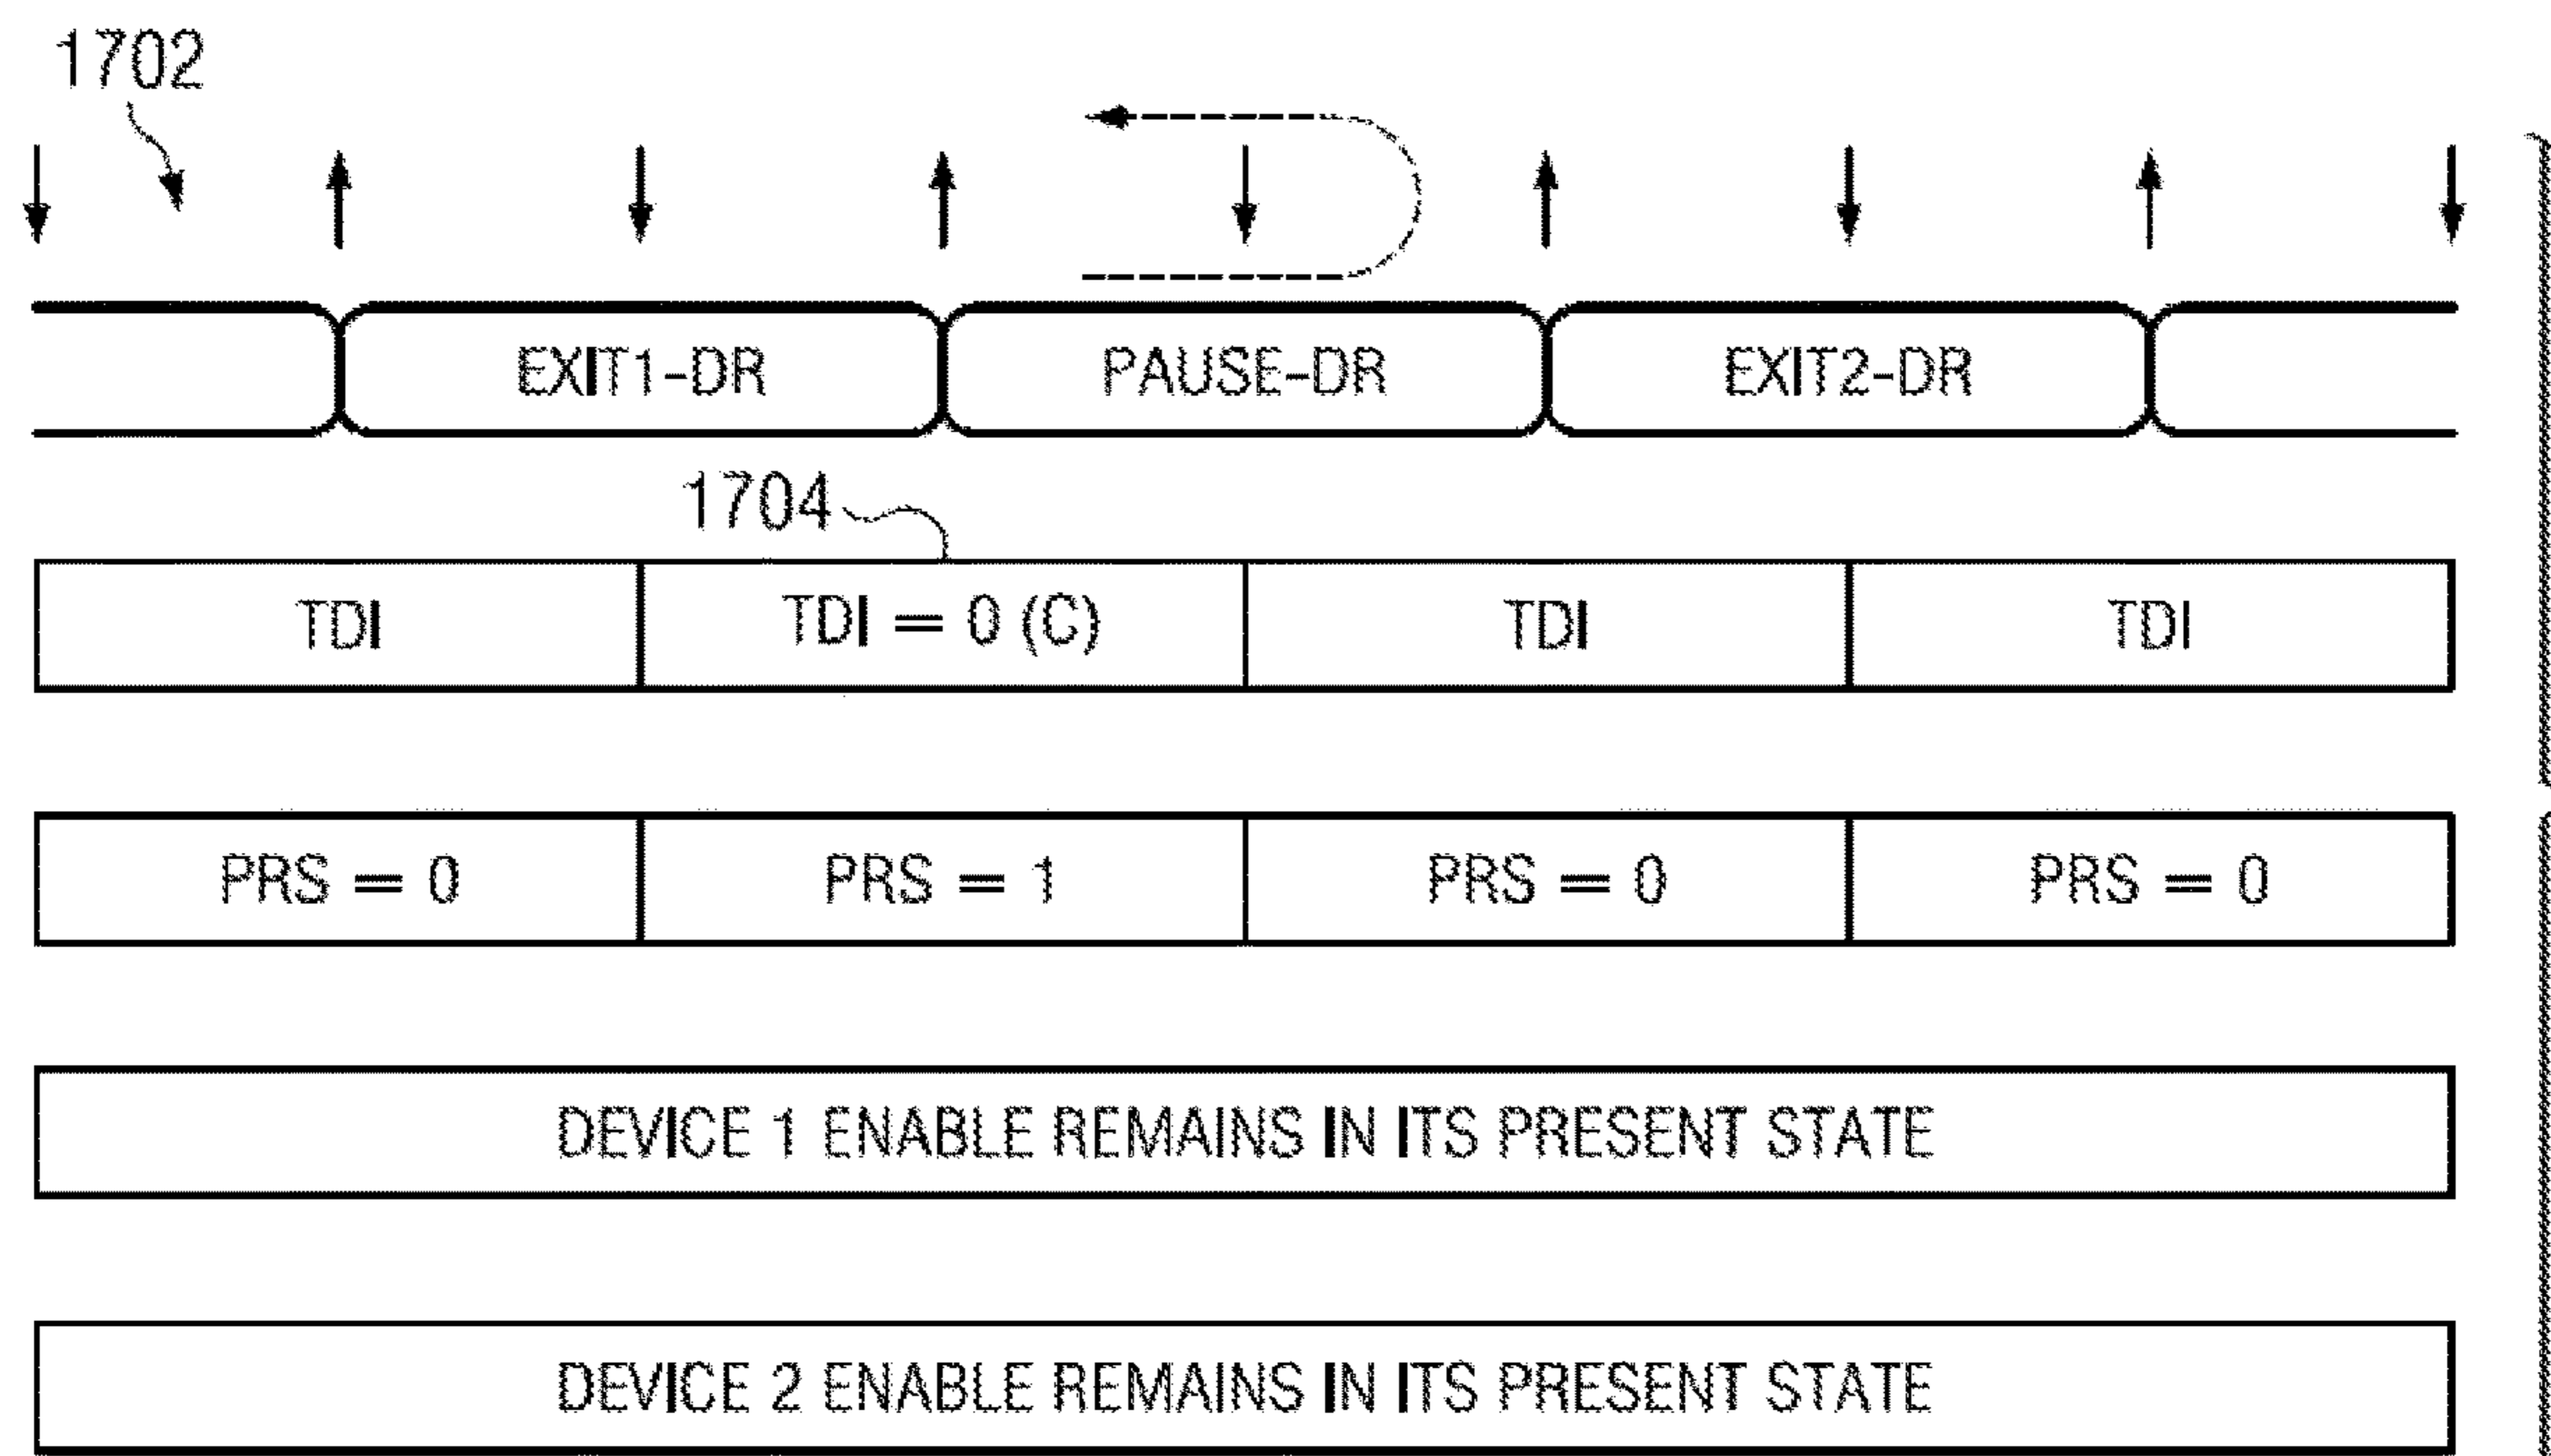 1702
EXIT1-DR PAUSE-DR EXIT2-DR
1704
TDI TDI = 0 (C) TDI TDI
PRS = 0 PRS = 1 PRS = 0 PRS = 0
DEVICE 1 ENABLE REMAINS IN ITS PRESENT STATE
DEVICE 2 ENABLE REMAINS IN ITS PRESENT STATE